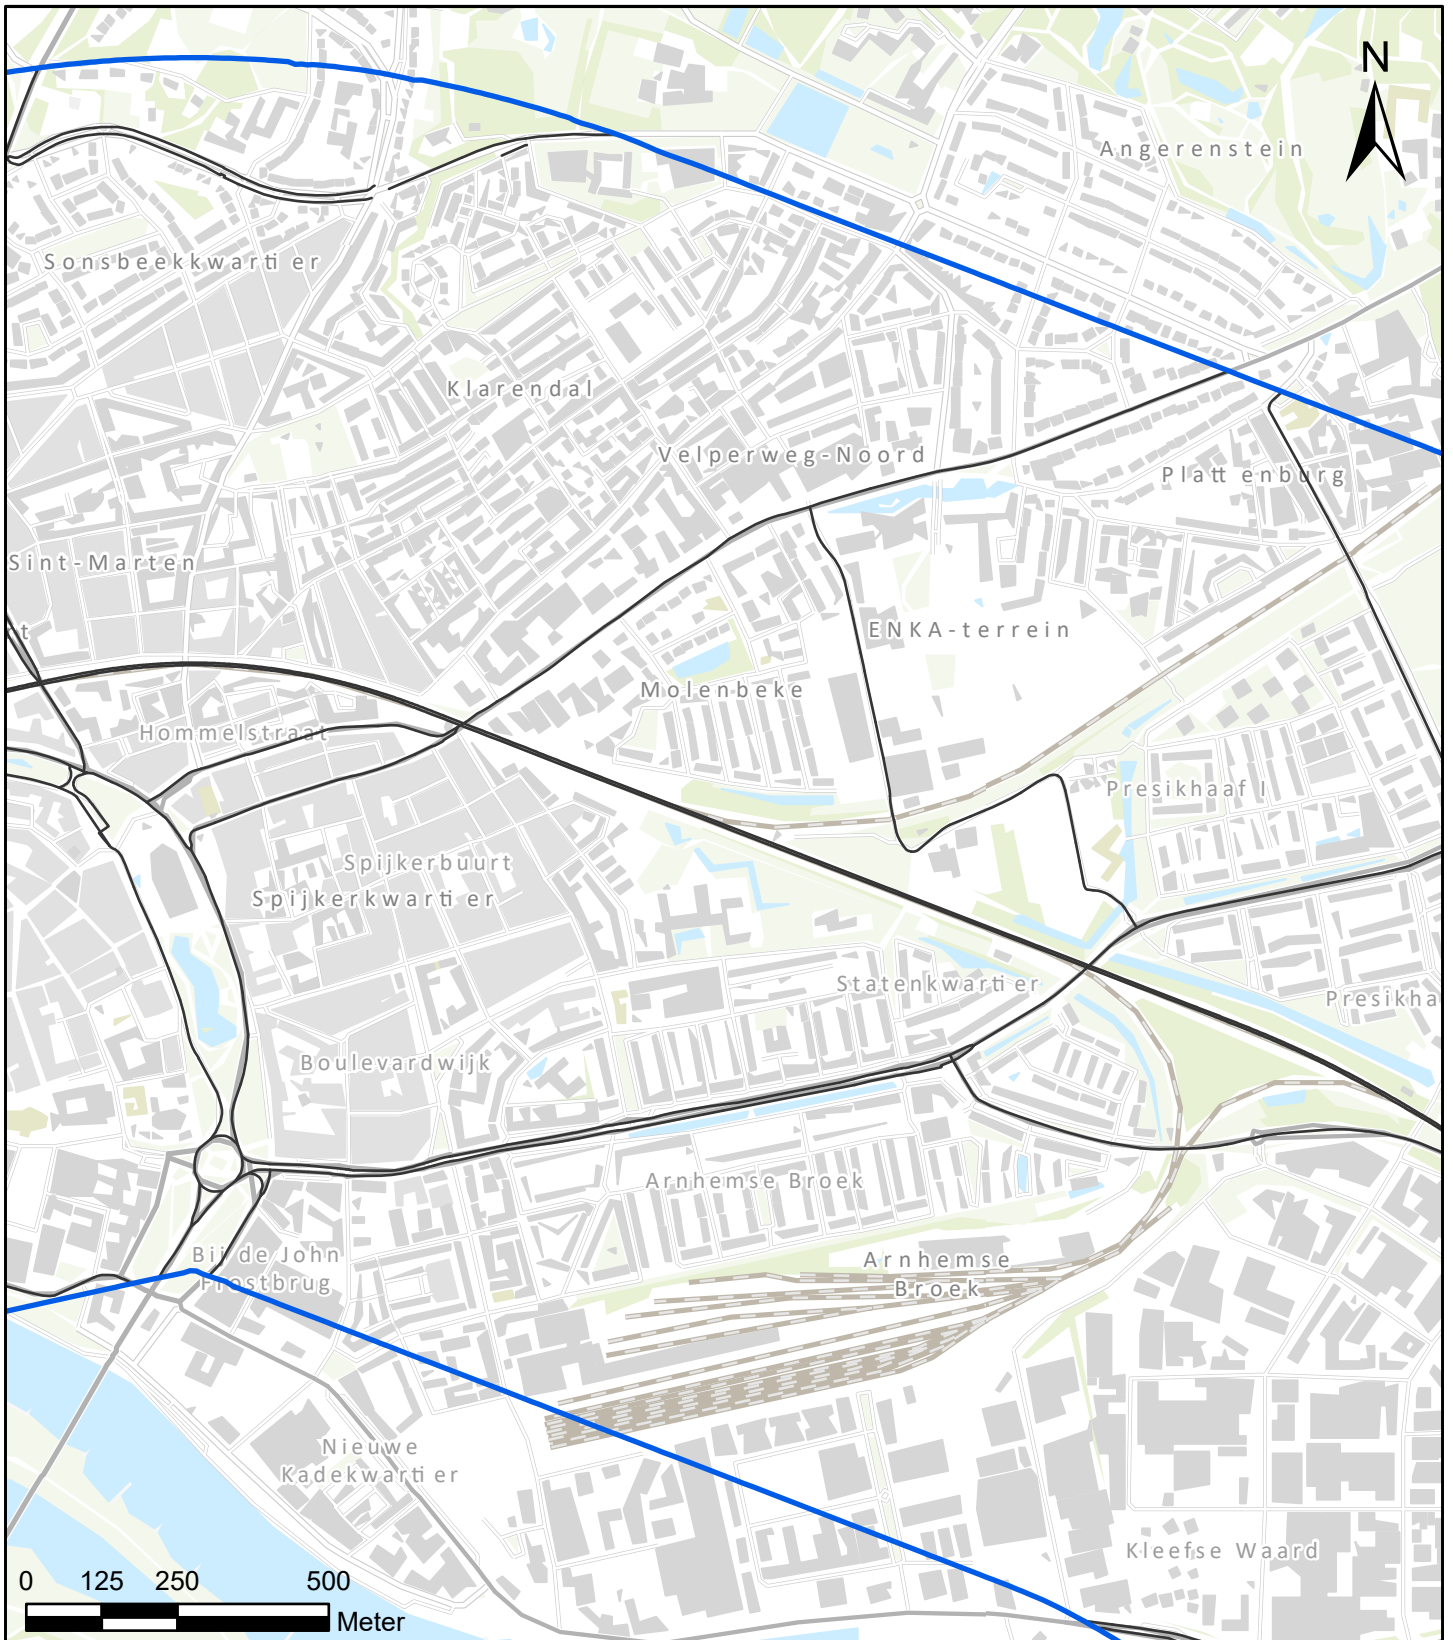 N
Angerenstein
Sonsbeekkwartier
Klarendal
Velperweg-Noord
Plattenburg
Sint-Marten
ENKA-terrein
Molenbeke
Hommelstraat
Presikhaaf I
Spijkerbuurt
Spijkerkwartier
Statenkwartier
Presikha
Boulevardwijk
Arnhemse Broek
Bij de John
Frostbrug
Arnhemse
Broek
Nieuwe
Kadekwartier
Kleefse Waard
0 125 250 500
Meter